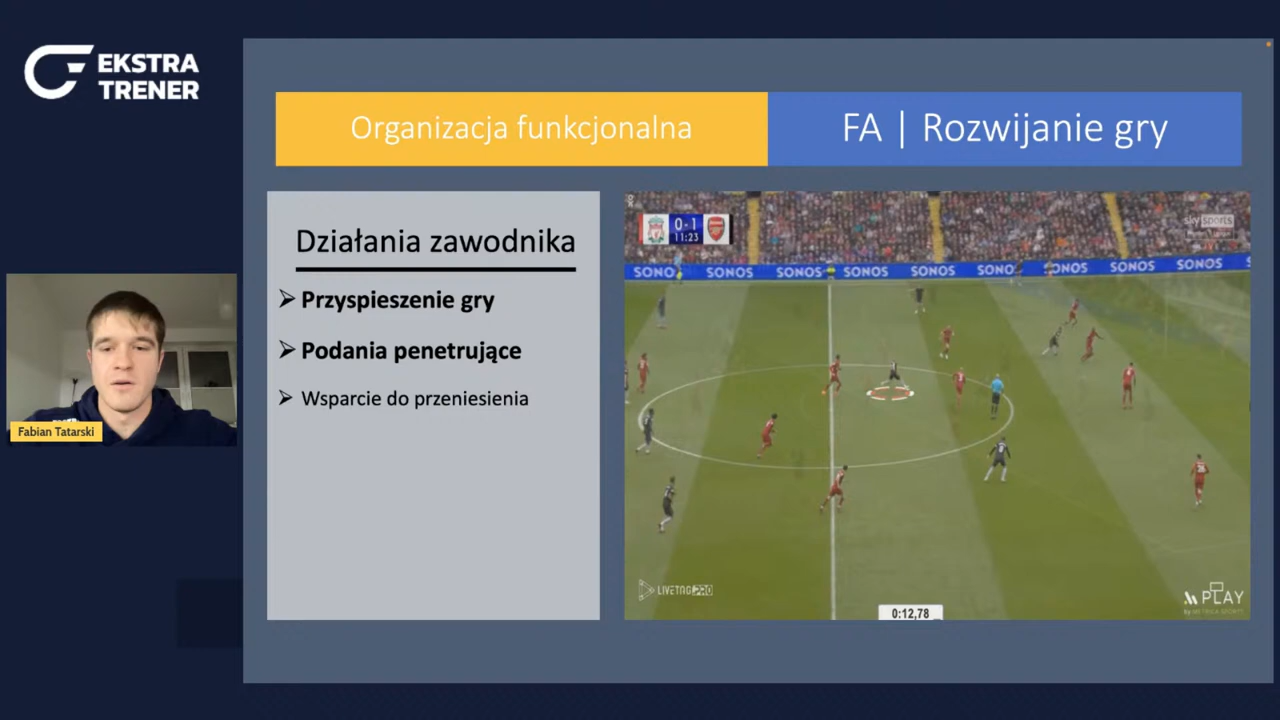 EKSTRA
TRENER
Organizacja funkcjonalna
FA | Rozwijanie gry
Działania zawodnika
Przyspieszenie gry
Podania penetrujące
Wsparcie do przeniesienia
Fabian Tatarski
0-1
11:23
sky sports
SONOS SONOS SONOS SONOS SONOS SONOS SONOS SONOS
LIVETAG PRO
PLAY
0:12,78